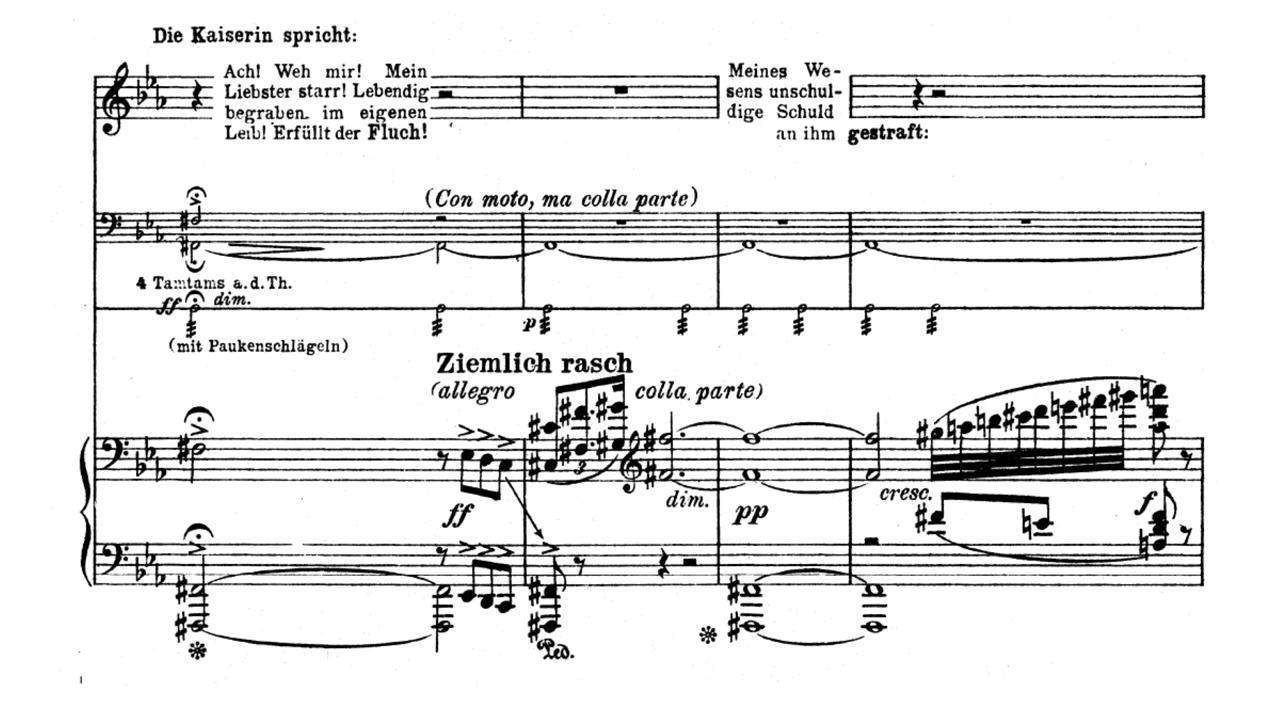 Die Kaiserin spricht:
Ach! Weh mir! Mein
Liebster starr! Lebendig
begraben im eigenen
Leib! Erfüllt der Fluch!
Meines We-
sens unschul-
dige Schuld
an ihm gestraft:
(Con moto, ma colla parte)
4 Tamtams a.d.Th.
ff dim.
p
(mit Paukenschlägeln)
Ziemlich rasch
(allegro colla parte)
3
dim.
cresc.
ff
pp
f
Ped.